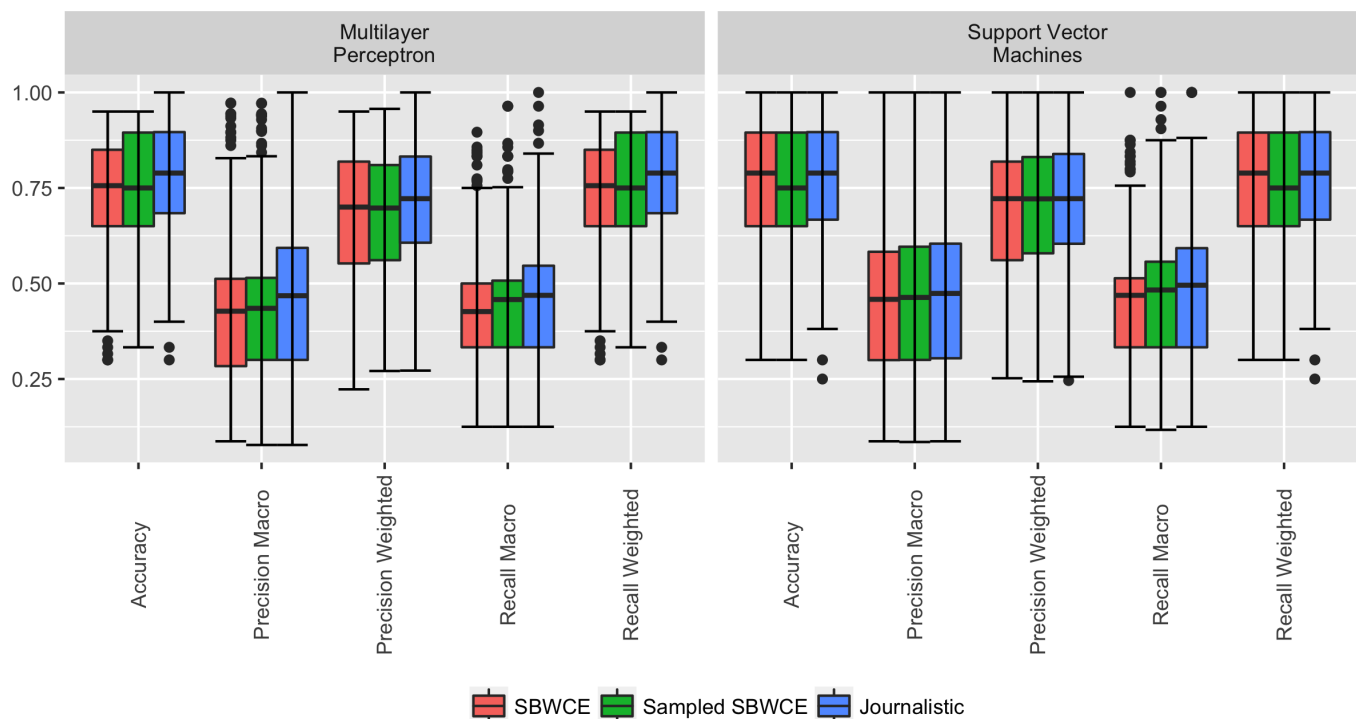 Multilayer
Perceptron
Support Vector
Machines
1.00
0.75
0.50
0.25
Accuracy
Precision Macro
Precision Weighted
Recall Macro
Recall Weighted
Accuracy
Precision Macro
Precision Weighted
Recall Macro
Recall Weighted
SBWCE Sampled SBWCE Journalistic